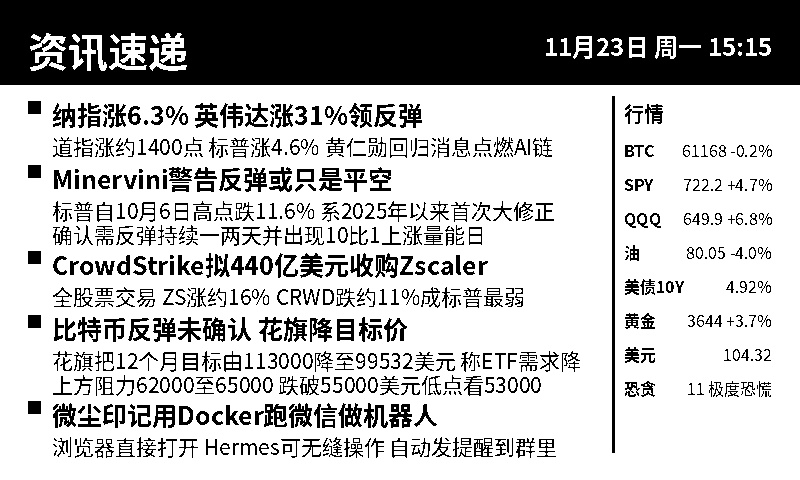 资讯速递
11月23日 周一 15:15
纳指涨6.3% 英伟达涨31%领反弹
道指涨约1400点 标普涨4.6% 黄仁勋回归消息点燃AI链
Minervini警告反弹或只是平空
标普自10月6日高点跌11.6% 系2025年以来首次大修正
确认需反弹持续一两天并出现10比1上涨量能日
CrowdStrike拟440亿美元收购Zscaler
全股票交易 ZS涨约16% CRWD跌约11%成标普最弱
比特币反弹未确认 花旗降目标价
花旗把12个月目标由113000降至99532美元 称ETF需求降
上方阻力62000至65000 跌破55000美元低点看53000
微尘印记用Docker跑微信做机器人
浏览器直接打开 Hermes可无缝操作 自动发提醒到群里
行情
BTC 61168 -0.2%
SPY 722.2 +4.7%
QQQ 649.9 +6.8%
油 80.05 -4.0%
美债10Y 4.92%
黄金 3644 +3.7%
美元 104.32
恐贪 11 极度恐慌